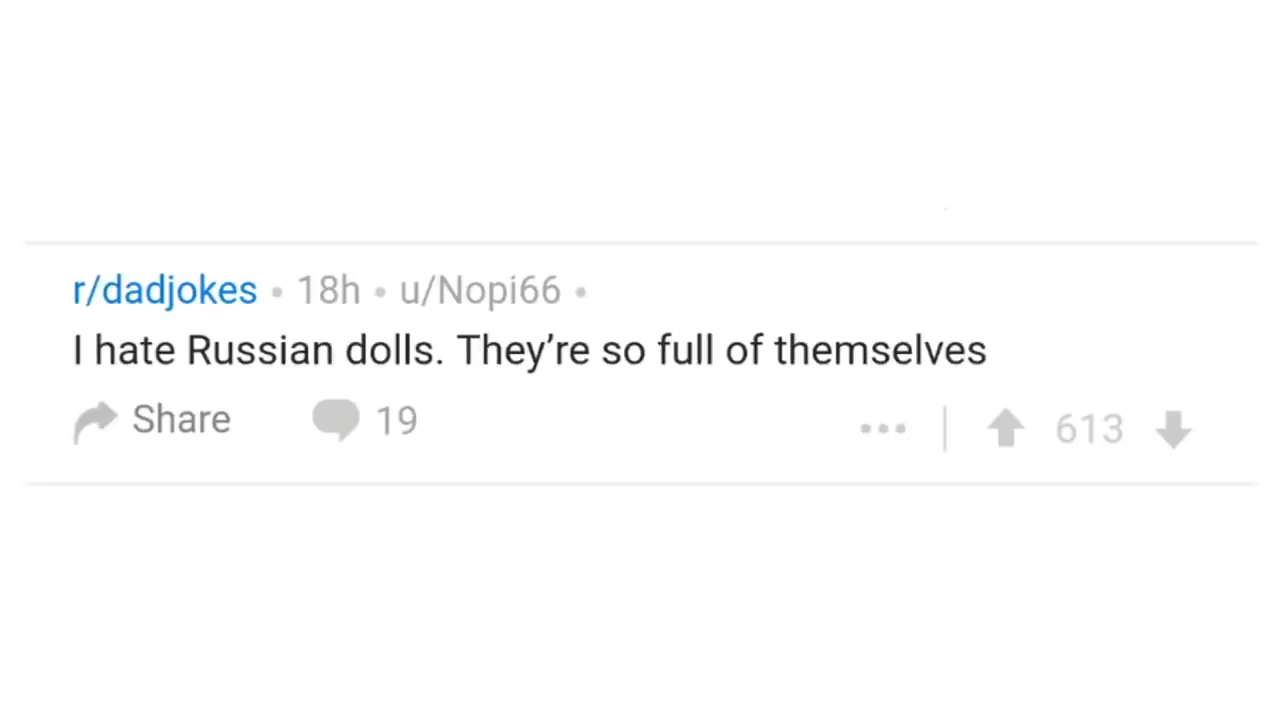 r/dadjokes • 18h • u/Nopi66 •
I hate Russian dolls. They’re so full of themselves
Share 19 ••• | 613